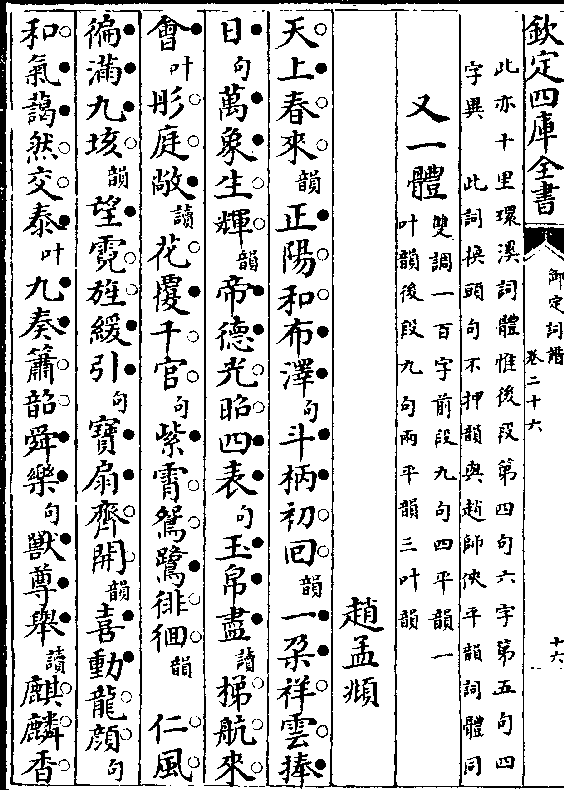 欽定四庫全書
御定詞譜
卷二十六
十六
此亦十里環溪詞體惟後段第四句六字第五句四
字異 此詞換頭句不押韻與趙師俠平韻詞體同
又一體
雙調一百字前段九句四平韻一
叶韻後段九句兩平韻三叶韻
趙孟頫
天上春來韻正陽和布澤句斗柄初回韻一朶祥雲捧
日句萬象生輝韻帝德光昭四表句玉帛盡讀梯航來
會叶彤庭敞讀花覆千官句紫霄鴛鷺徘徊韻 仁風
徧滿九垓韻望霓旌緩引句寶扇齊開韻喜動龍顏句
和氣藹然交泰叶九奏簫韶舜樂句獸尊舉讀麒麟香